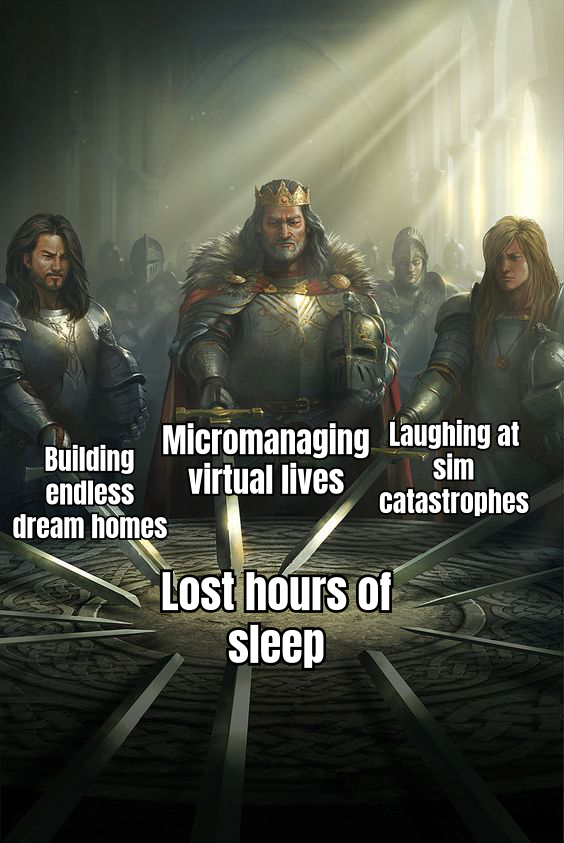 Building
endless
dream homes
Micromanaging
virtual lives
Laughing at
sim
catastrophes
Lost hours of
sleep